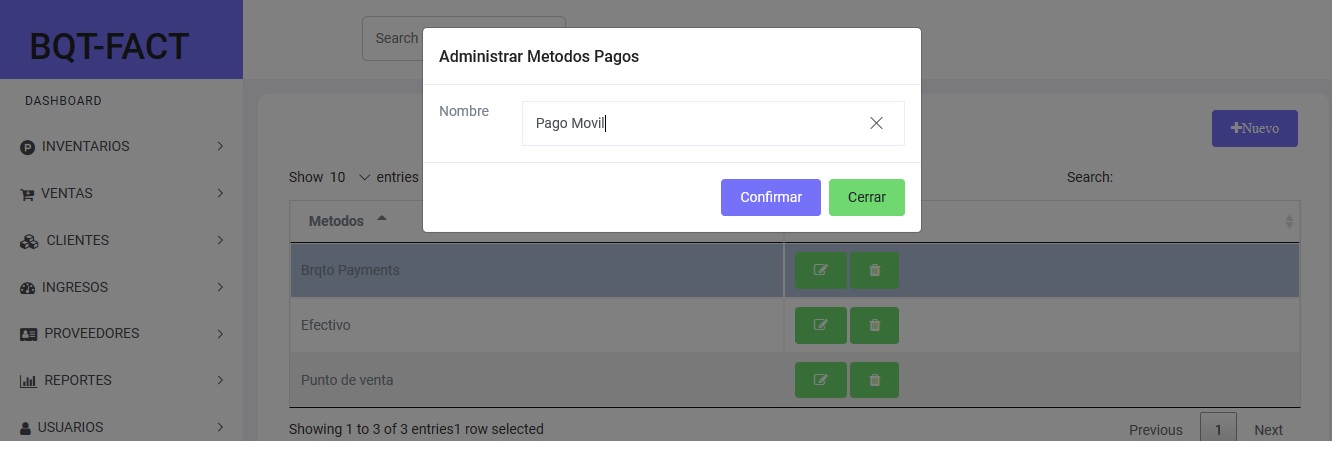 BQT-FACT
Search
Administrar Metodos Pagos
DASHBOARD
Nombre
Pago Movil
Nuevo
INVENTARIOS
Show 10 entries
Search:
VENTAS
Confirmar
Cerrar
Metodos
CLIENTES
Brqto Payments
INGRESOS
Efectivo
PROVEEDORES
Punto de venta
REPORTES
USUARIOS
Showing 1 to 3 of 3 entries1 row selected
Previous 1 Next